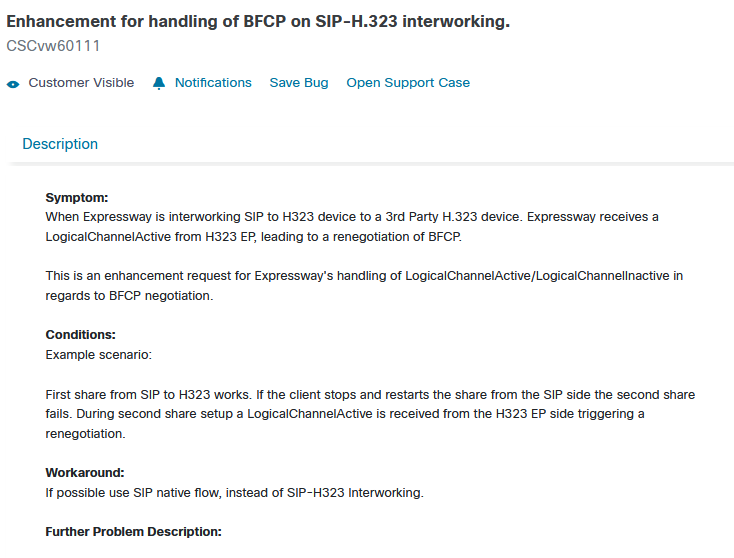 Enhancement for handling of BFCP on SIP-H.323 interworking.
CSCvw60111
Customer Visible Notifications Save Bug Open Support Case
Description
Symptom:
When Expressway is interworking SIP to H323 device to a 3rd Party H.323 device. Expressway receives a
LogicalChannelActive from H323 EP, leading to a renegotiation of BFCP.
This is an enhancement request for Expressway's handling of LogicalChannelActive/LogicalChannelInactive in
regards to BFCP negotiation.
Conditions:
Example scenario:
First share from SIP to H323 works. If the client stops and restarts the share from the SIP side the second share
fails. During second share setup a LogicalChannelActive is received from the H323 EP side triggering a
renegotiation.
Workaround:
If possible use SIP native flow, instead of SIP-H323 Interworking.
Further Problem Description: